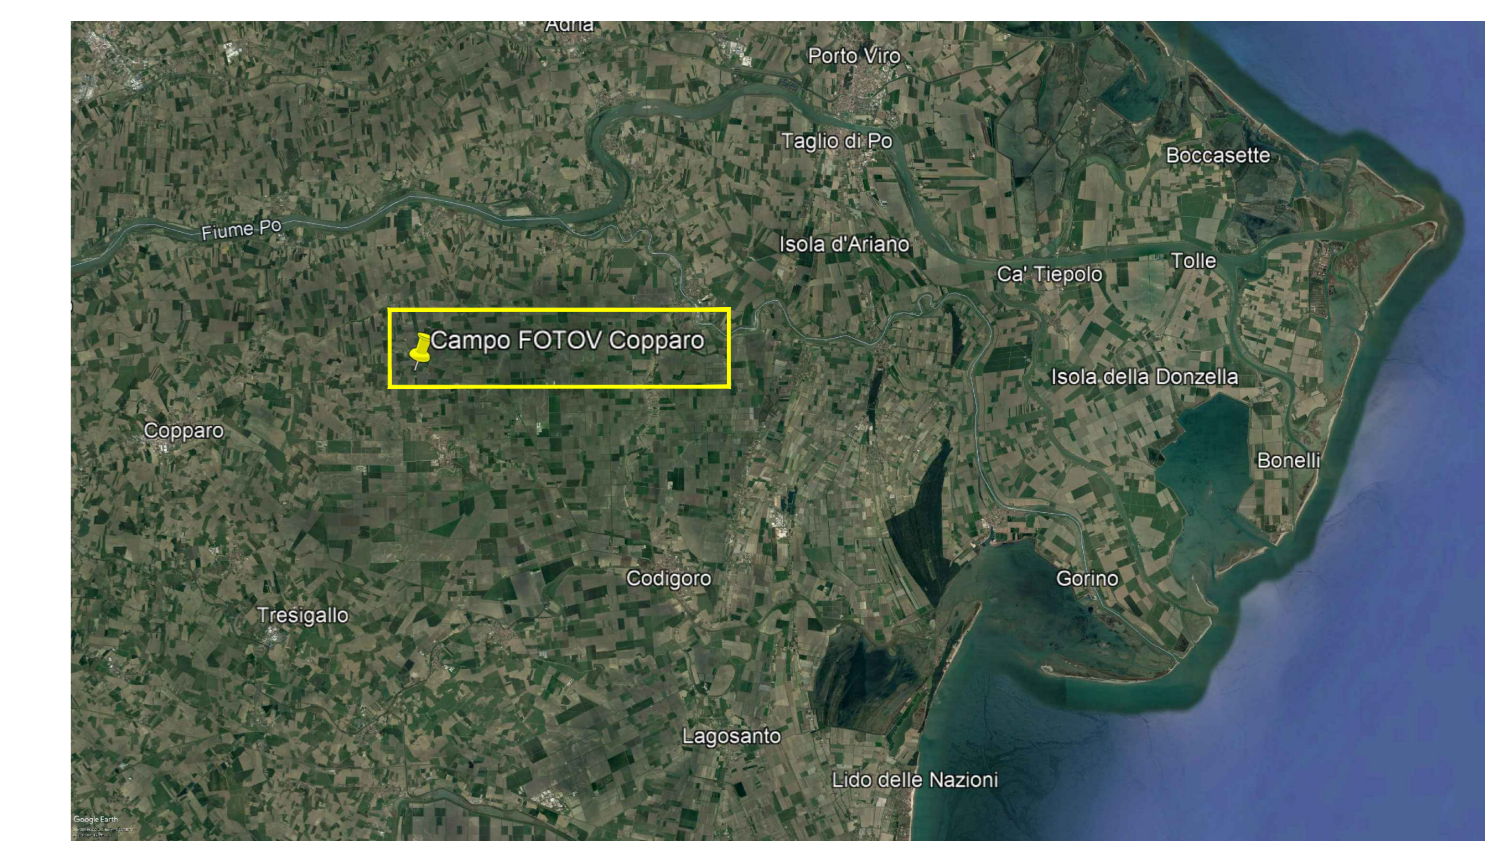 Adria
Porto Viro
Taglio di Po
Boccasette
Fiume Po
Isola d'Ariano
Ca' Tiepolo
Tolle
Campo FOTOV Copparo
Isola della Donzella
Copparo
Bonelli
Codigoro
Gorino
Tresigallo
Lagosanto
Lido delle Nazioni
Google Earth